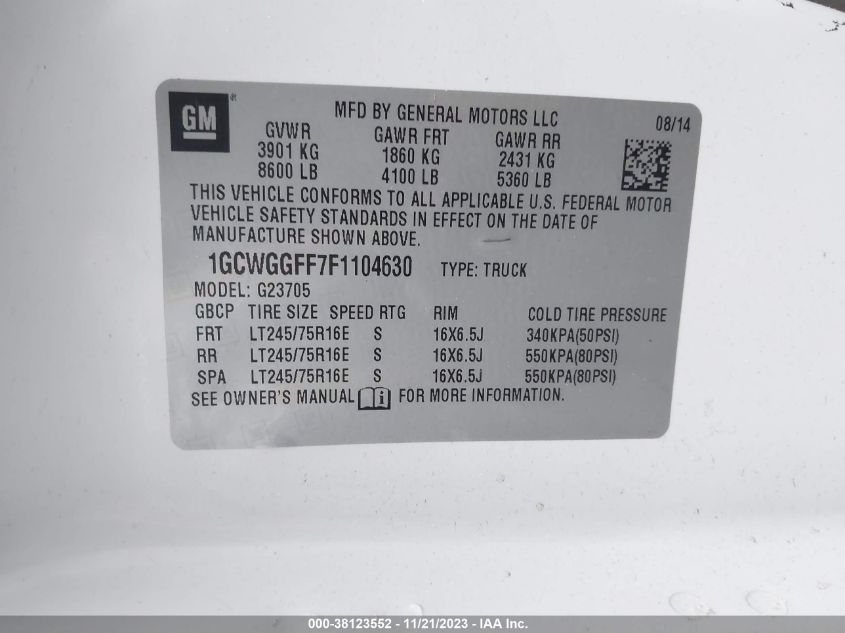 GM
MFD BY GENERAL MOTORS LLC
08/14
GVWR GAWR FRT GAWR RR
3901 KG 1860 KG 2431 KG
8600 LB 4100 LB 5360 LB
THIS VEHICLE CONFORMS TO ALL APPLICABLE U.S. FEDERAL MOTOR
VEHICLE SAFETY STANDARDS IN EFFECT ON THE DATE OF
MANUFACTURE SHOWN ABOVE.
1GCWGGFF7F1104630 TYPE: TRUCK
MODEL: G23705
GBCP TIRE SIZE SPEED RTG RIM COLD TIRE PRESSURE
FRT LT245/75R16E S 16X6.5J 340KPA(50PSI)
RR LT245/75R16E S 16X6.5J 550KPA(80PSI)
SPA LT245/75R16E S 16X6.5J 550KPA(80PSI)
SEE OWNER'S MANUAL FOR MORE INFORMATION.
000-38123552 - 11/21/2023 - IAA Inc.